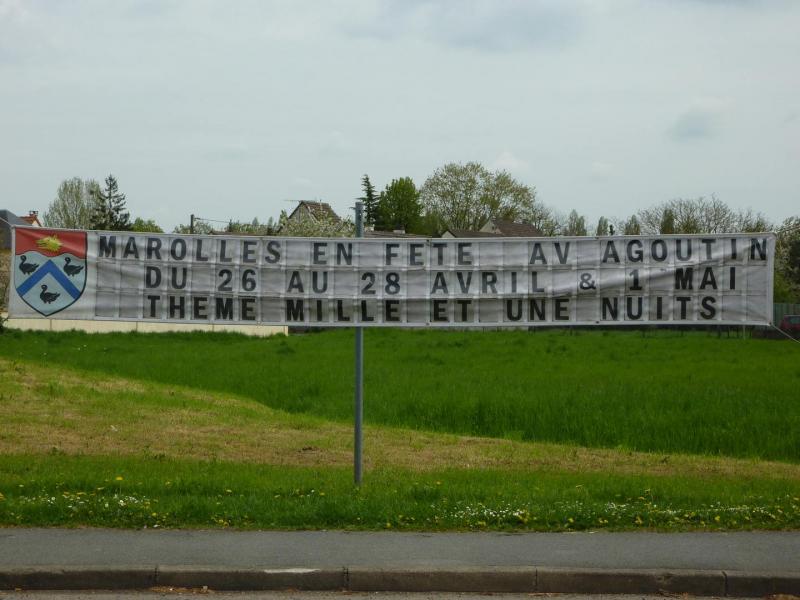 MAROLLES EN FETE AV AGOUTIN
DU 26 AU 28 AVRIL & 1 MAI
THEME MILLE ET UNE NUITS